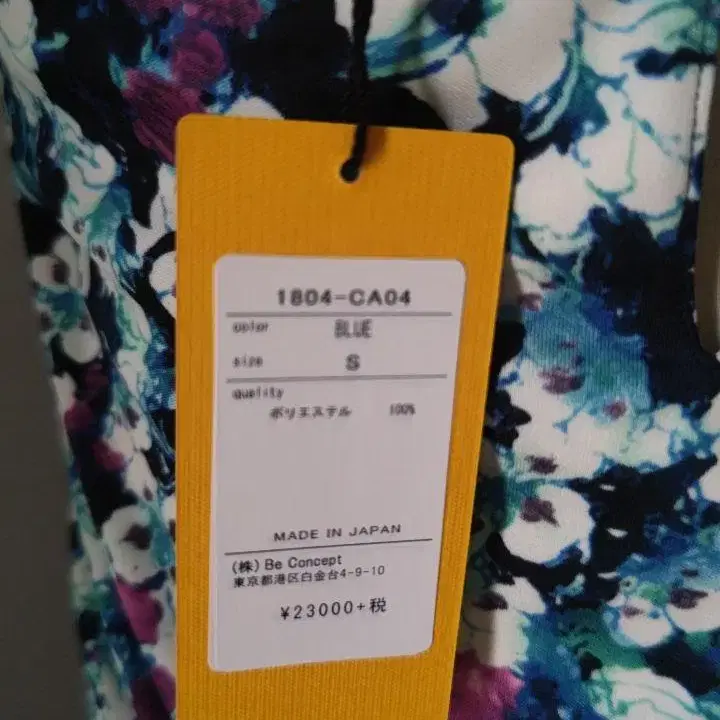 1804-CA04
color BLUE
size S
quality
ポリエステル 100%
MADE IN JAPAN
(株) Be Concept
東京都港区白金台4-9-10
¥23000+税